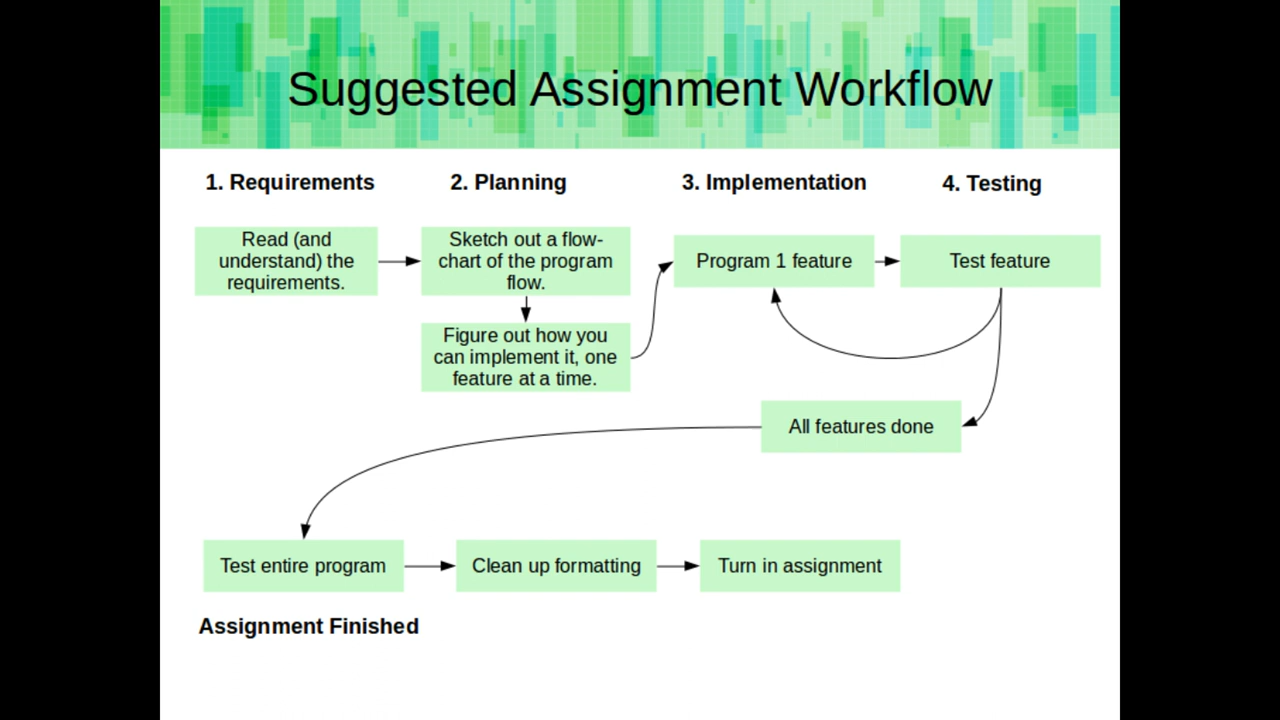 Suggested Assignment Workflow
1. Requirements
2. Planning
3. Implementation
4. Testing
Read (and
understand) the
requirements.
Sketch out a flow-
chart of the program
flow.
Figure out how you
can implement it, one
feature at a time.
Program 1 feature
Test feature
All features done
Test entire program
Clean up formatting
Turn in assignment
Assignment Finished